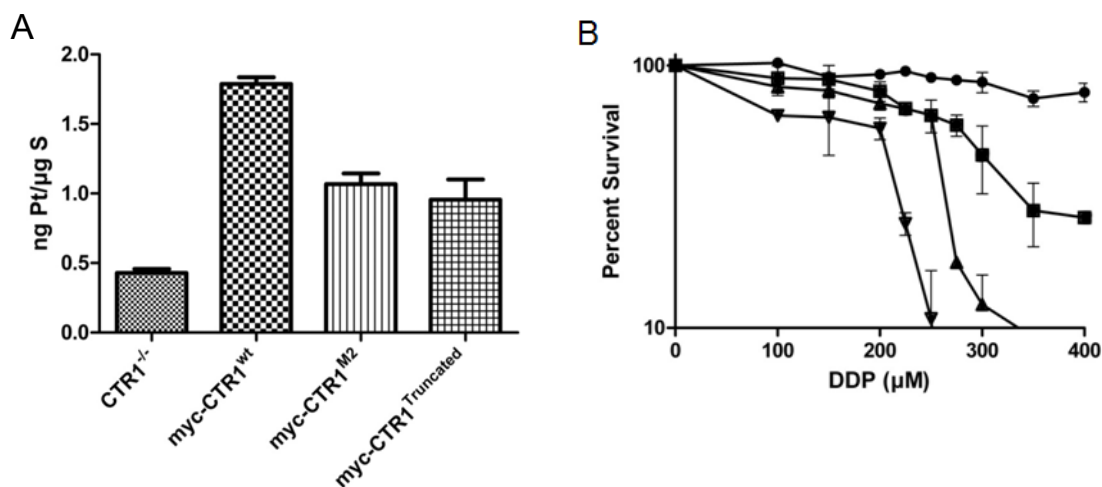 A
ng Pt/µg S
2.0
1.5
1.0
0.5
0.0
CTR1-/-
myc-CTR1wt
myc-CTR1M2
myc-CTR1Truncated
B
Percent Survival
100
10
0
100
200
300
400
DDP (µM)